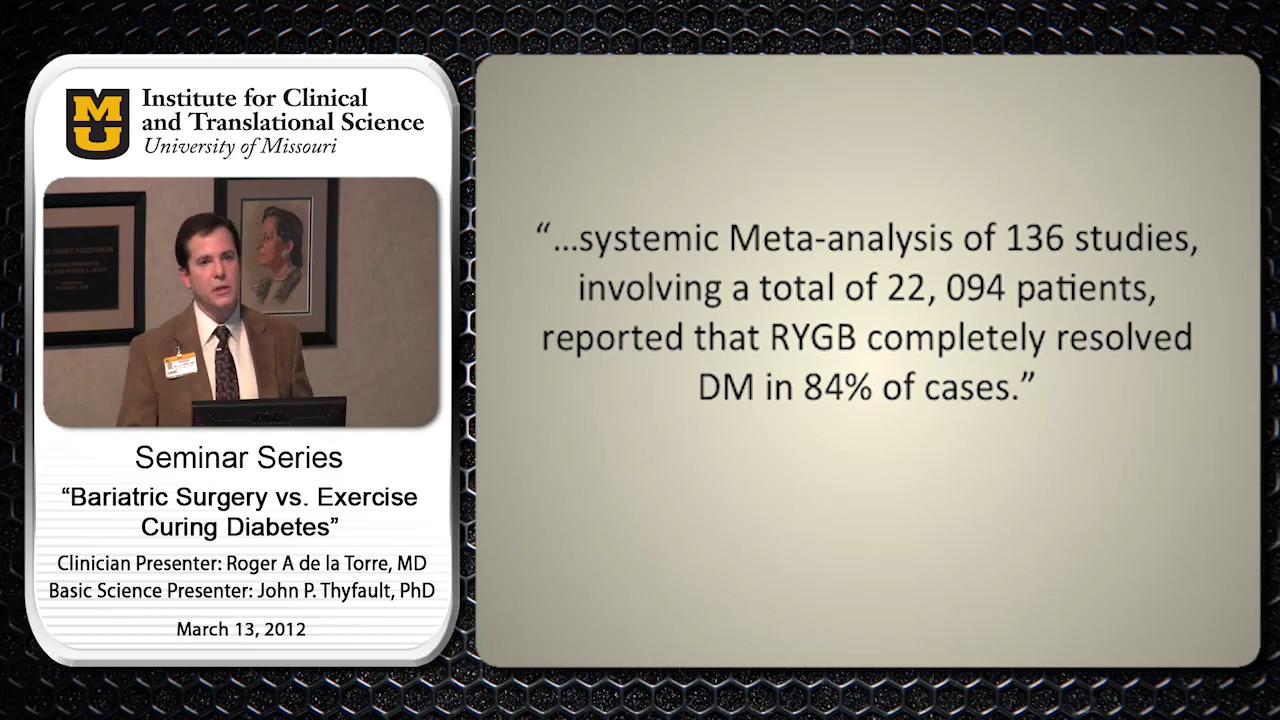 MU
Institute for Clinical
and Translational Science
University of Missouri
Seminar Series
“Bariatric Surgery vs. Exercise
Curing Diabetes”
Clinician Presenter: Roger A de la Torre, MD
Basic Science Presenter: John P. Thyfault, PhD
March 13, 2012
“...systemic Meta-analysis of 136 studies,
involving a total of 22, 094 patients,
reported that RYGB completely resolved
DM in 84% of cases.”